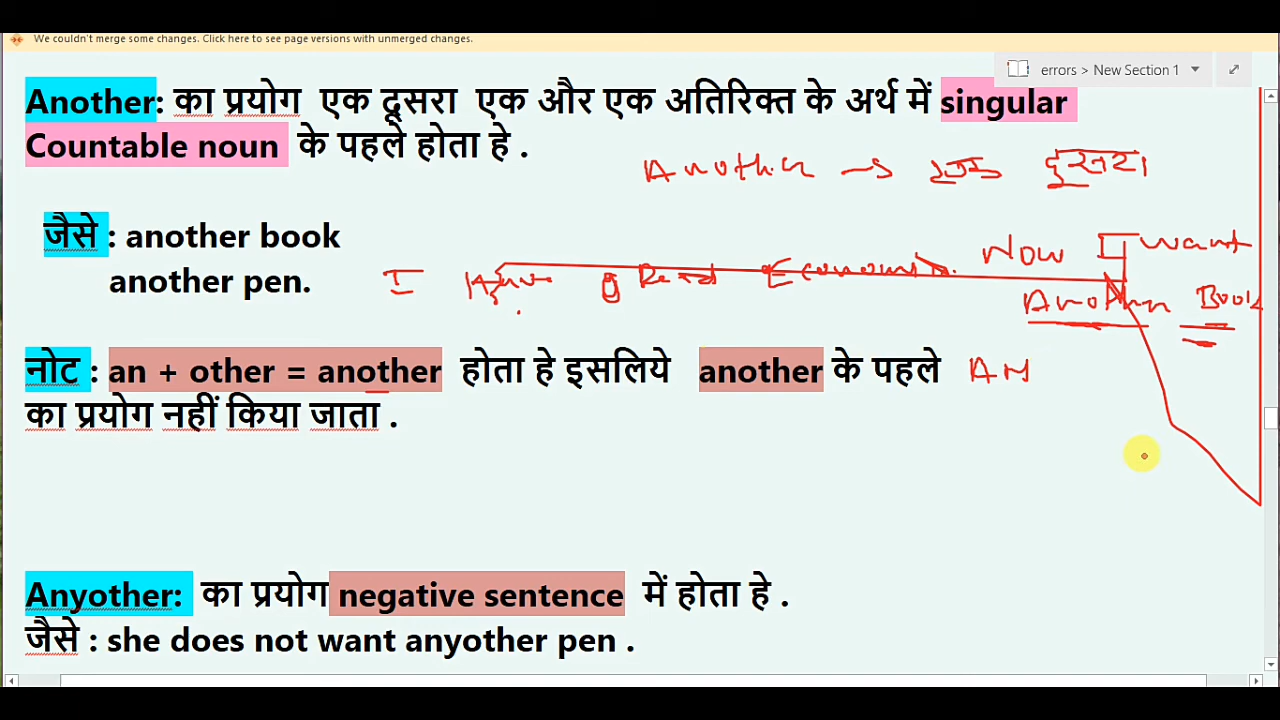 We couldn't merge some changes. Click here to see page versions with unmerged changes.
errors > New Section 1
Another: का प्रयोग एक दूसरा एक और एक अतिरिक्त के अर्थ में singular
Countable noun के पहले होता हे .
Another → एक दूसरा
जैसे : another book
Now I want
another pen.
I Have
Another Book
नोट : an + other = another होता हे इसलिये another के पहले AN
का प्रयोग नहीं किया जाता .
Anyother: का प्रयोग negative sentence में होता हे .
जैसे : she does not want anyother pen .